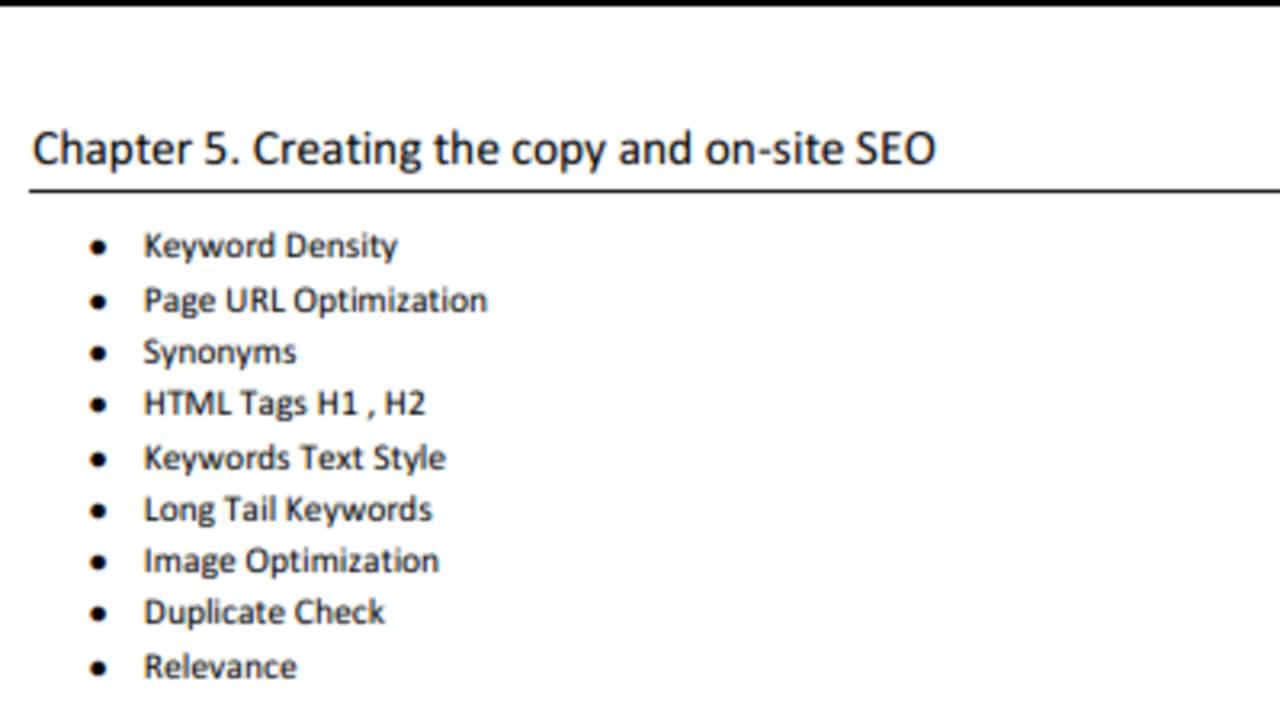 Chapter 5. Creating the copy and on-site SEO
● Keyword Density
● Page URL Optimization
● Synonyms
● HTML Tags H1 , H2
● Keywords Text Style
● Long Tail Keywords
● Image Optimization
● Duplicate Check
● Relevance